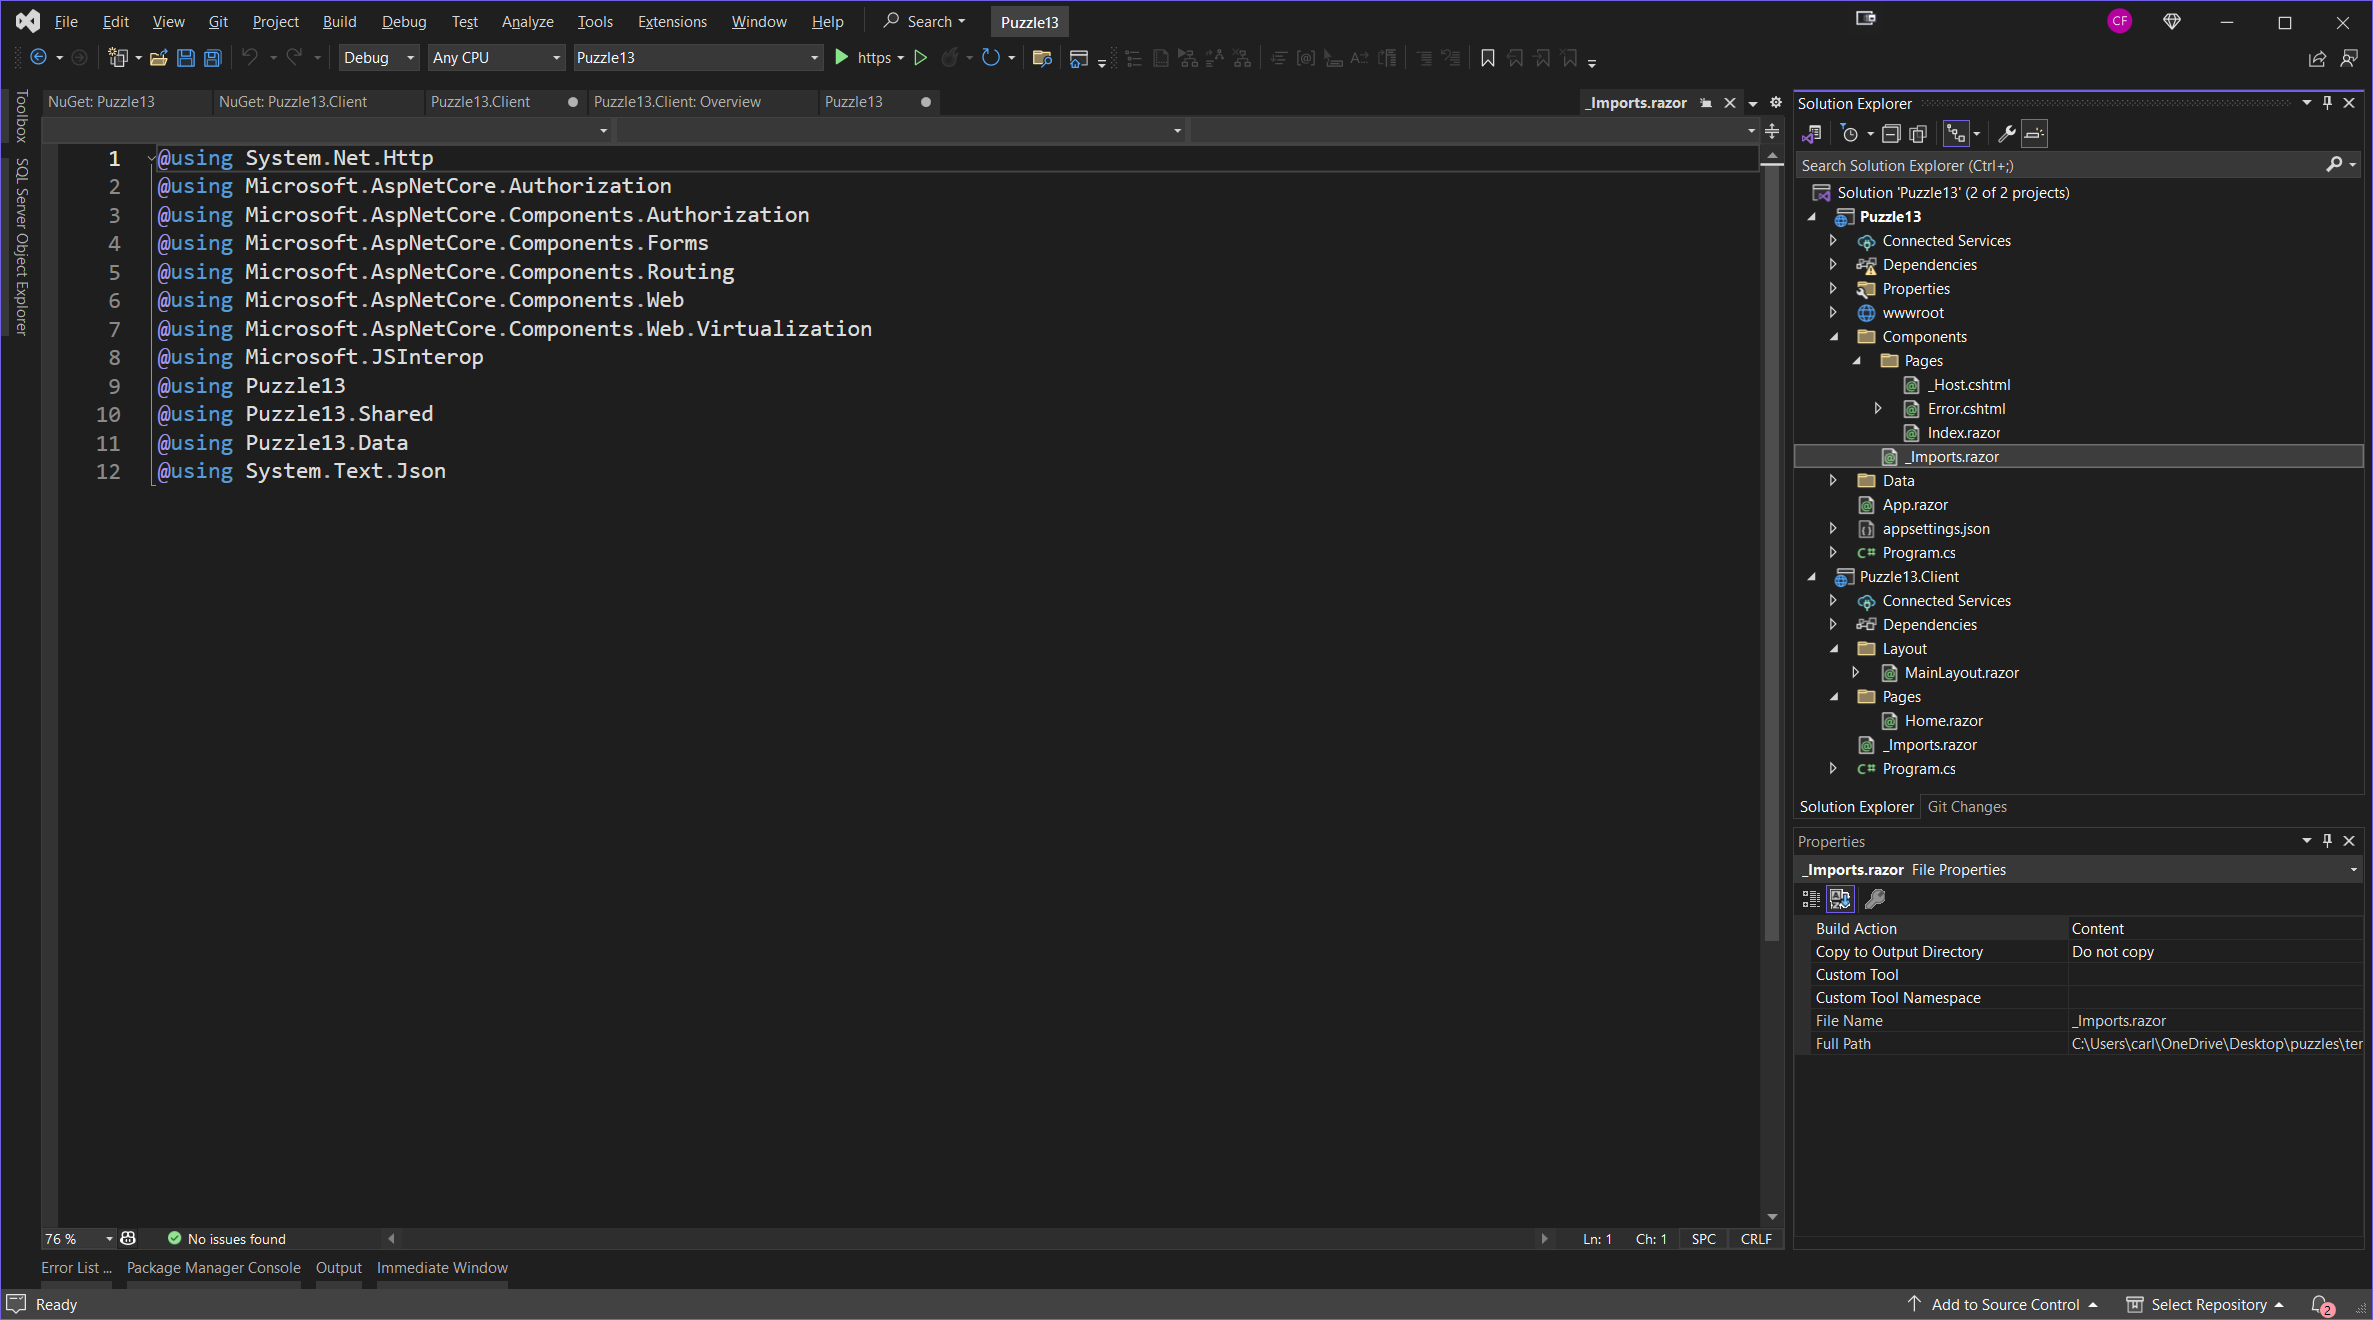 File Edit View Git Project Build Debug Test Analyze Tools Extensions Window Help Search Puzzle13 CF
Debug Any CPU Puzzle13 https
Toolbox
SQL Server Object Explorer
NuGet: Puzzle13 NuGet: Puzzle13.Client Puzzle13.Client Puzzle13.Client: Overview Puzzle13 _Imports.razor
1 @using System.Net.Http
2 @using Microsoft.AspNetCore.Authorization
3 @using Microsoft.AspNetCore.Components.Authorization
4 @using Microsoft.AspNetCore.Components.Forms
5 @using Microsoft.AspNetCore.Components.Routing
6 @using Microsoft.AspNetCore.Components.Web
7 @using Microsoft.AspNetCore.Components.Web.Virtualization
8 @using Microsoft.JSInterop
9 @using Puzzle13
10 @using Puzzle13.Shared
11 @using Puzzle13.Data
12 @using System.Text.Json
76 % No issues found Ln: 1 Ch: 1 SPC CRLF
Error List ... Package Manager Console Output Immediate Window
Solution Explorer
Search Solution Explorer (Ctrl+;)
Solution 'Puzzle13' (2 of 2 projects)
Puzzle13
Connected Services
Dependencies
Properties
wwwroot
Components
Pages
_Host.cshtml
Error.cshtml
Index.razor
_Imports.razor
Data
App.razor
appsettings.json
C# Program.cs
Puzzle13.Client
Connected Services
Dependencies
Layout
MainLayout.razor
Pages
Home.razor
_Imports.razor
C# Program.cs
Solution Explorer Git Changes
Properties
_Imports.razor File Properties
Build Action Content
Copy to Output Directory Do not copy
Custom Tool
Custom Tool Namespace
File Name _Imports.razor
Full Path C:\Users\carl\OneDrive\Desktop\puzzles\ter
Ready Add to Source Control Select Repository 2